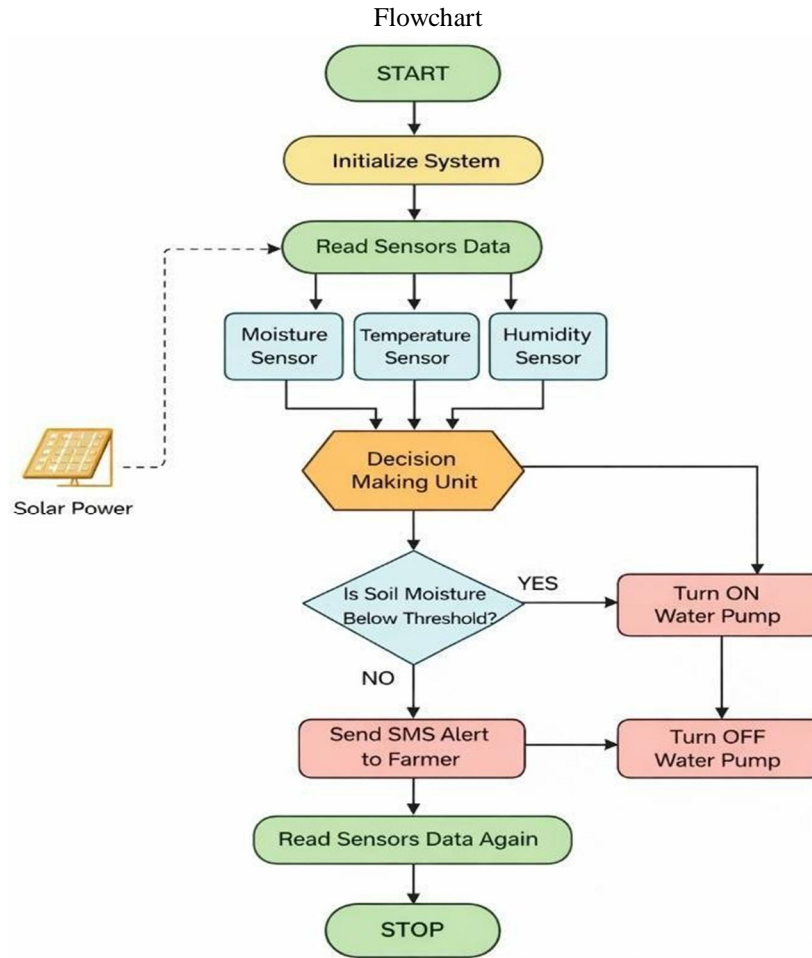 Flowchart
START
Initialize System
Read Sensors Data
Moisture
Sensor
Temperature
Sensor
Humidity
Sensor
Decision
Making Unit
Solar Power
Is Soil Moisture
Below Threshold?
YES
Turn ON
Water Pump
NO
Send SMS Alert
to Farmer
Turn OFF
Water Pump
Read Sensors Data Again
STOP